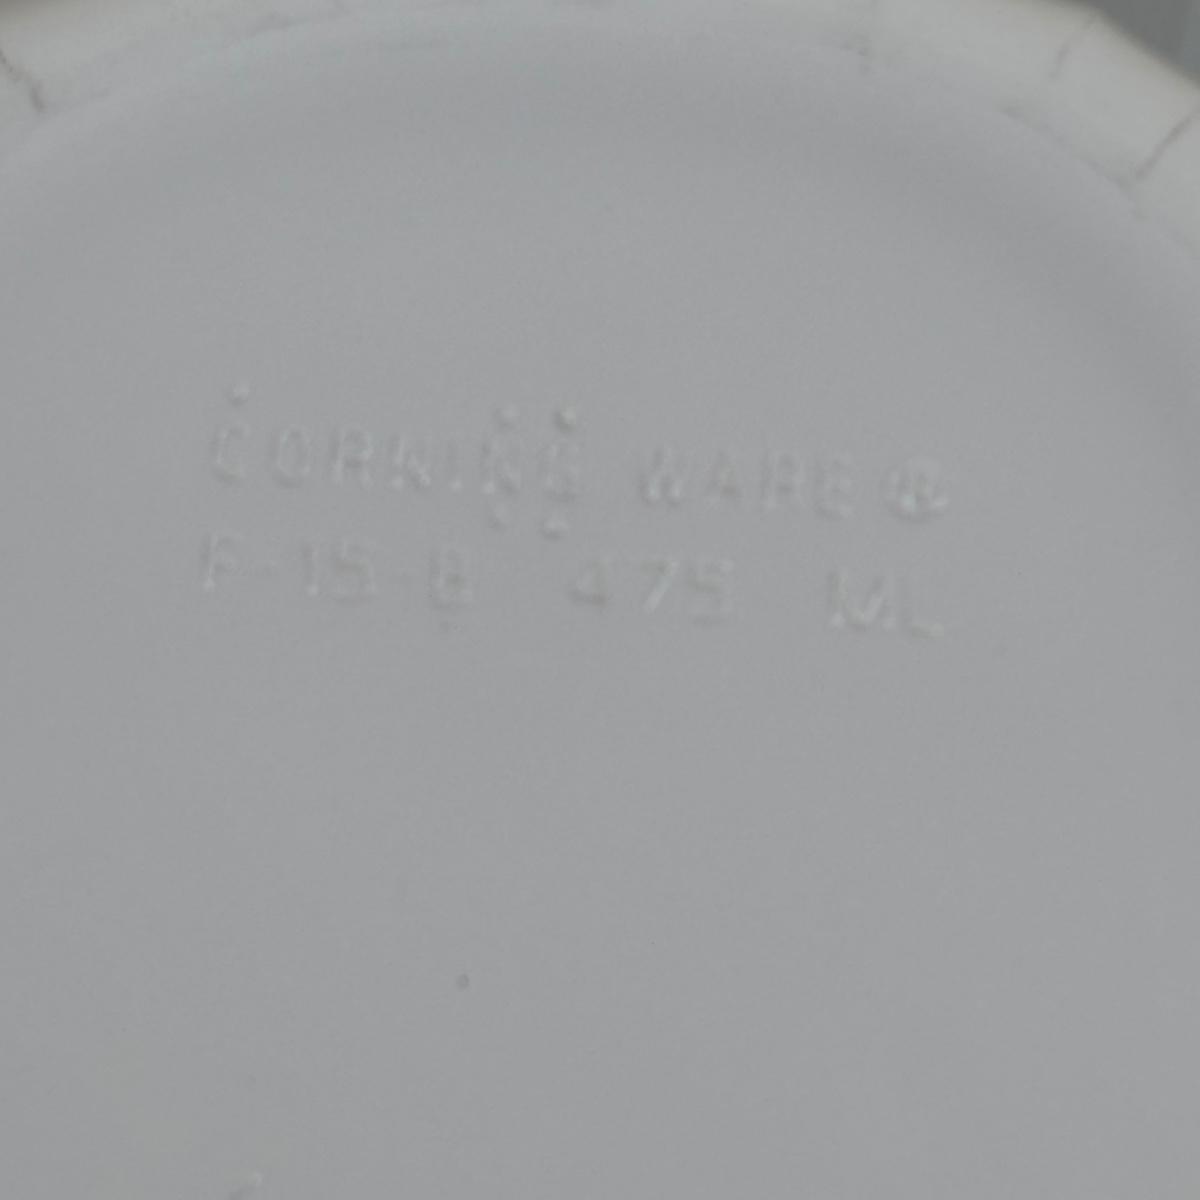 CORNING WARE®
F-15-B 475 ML